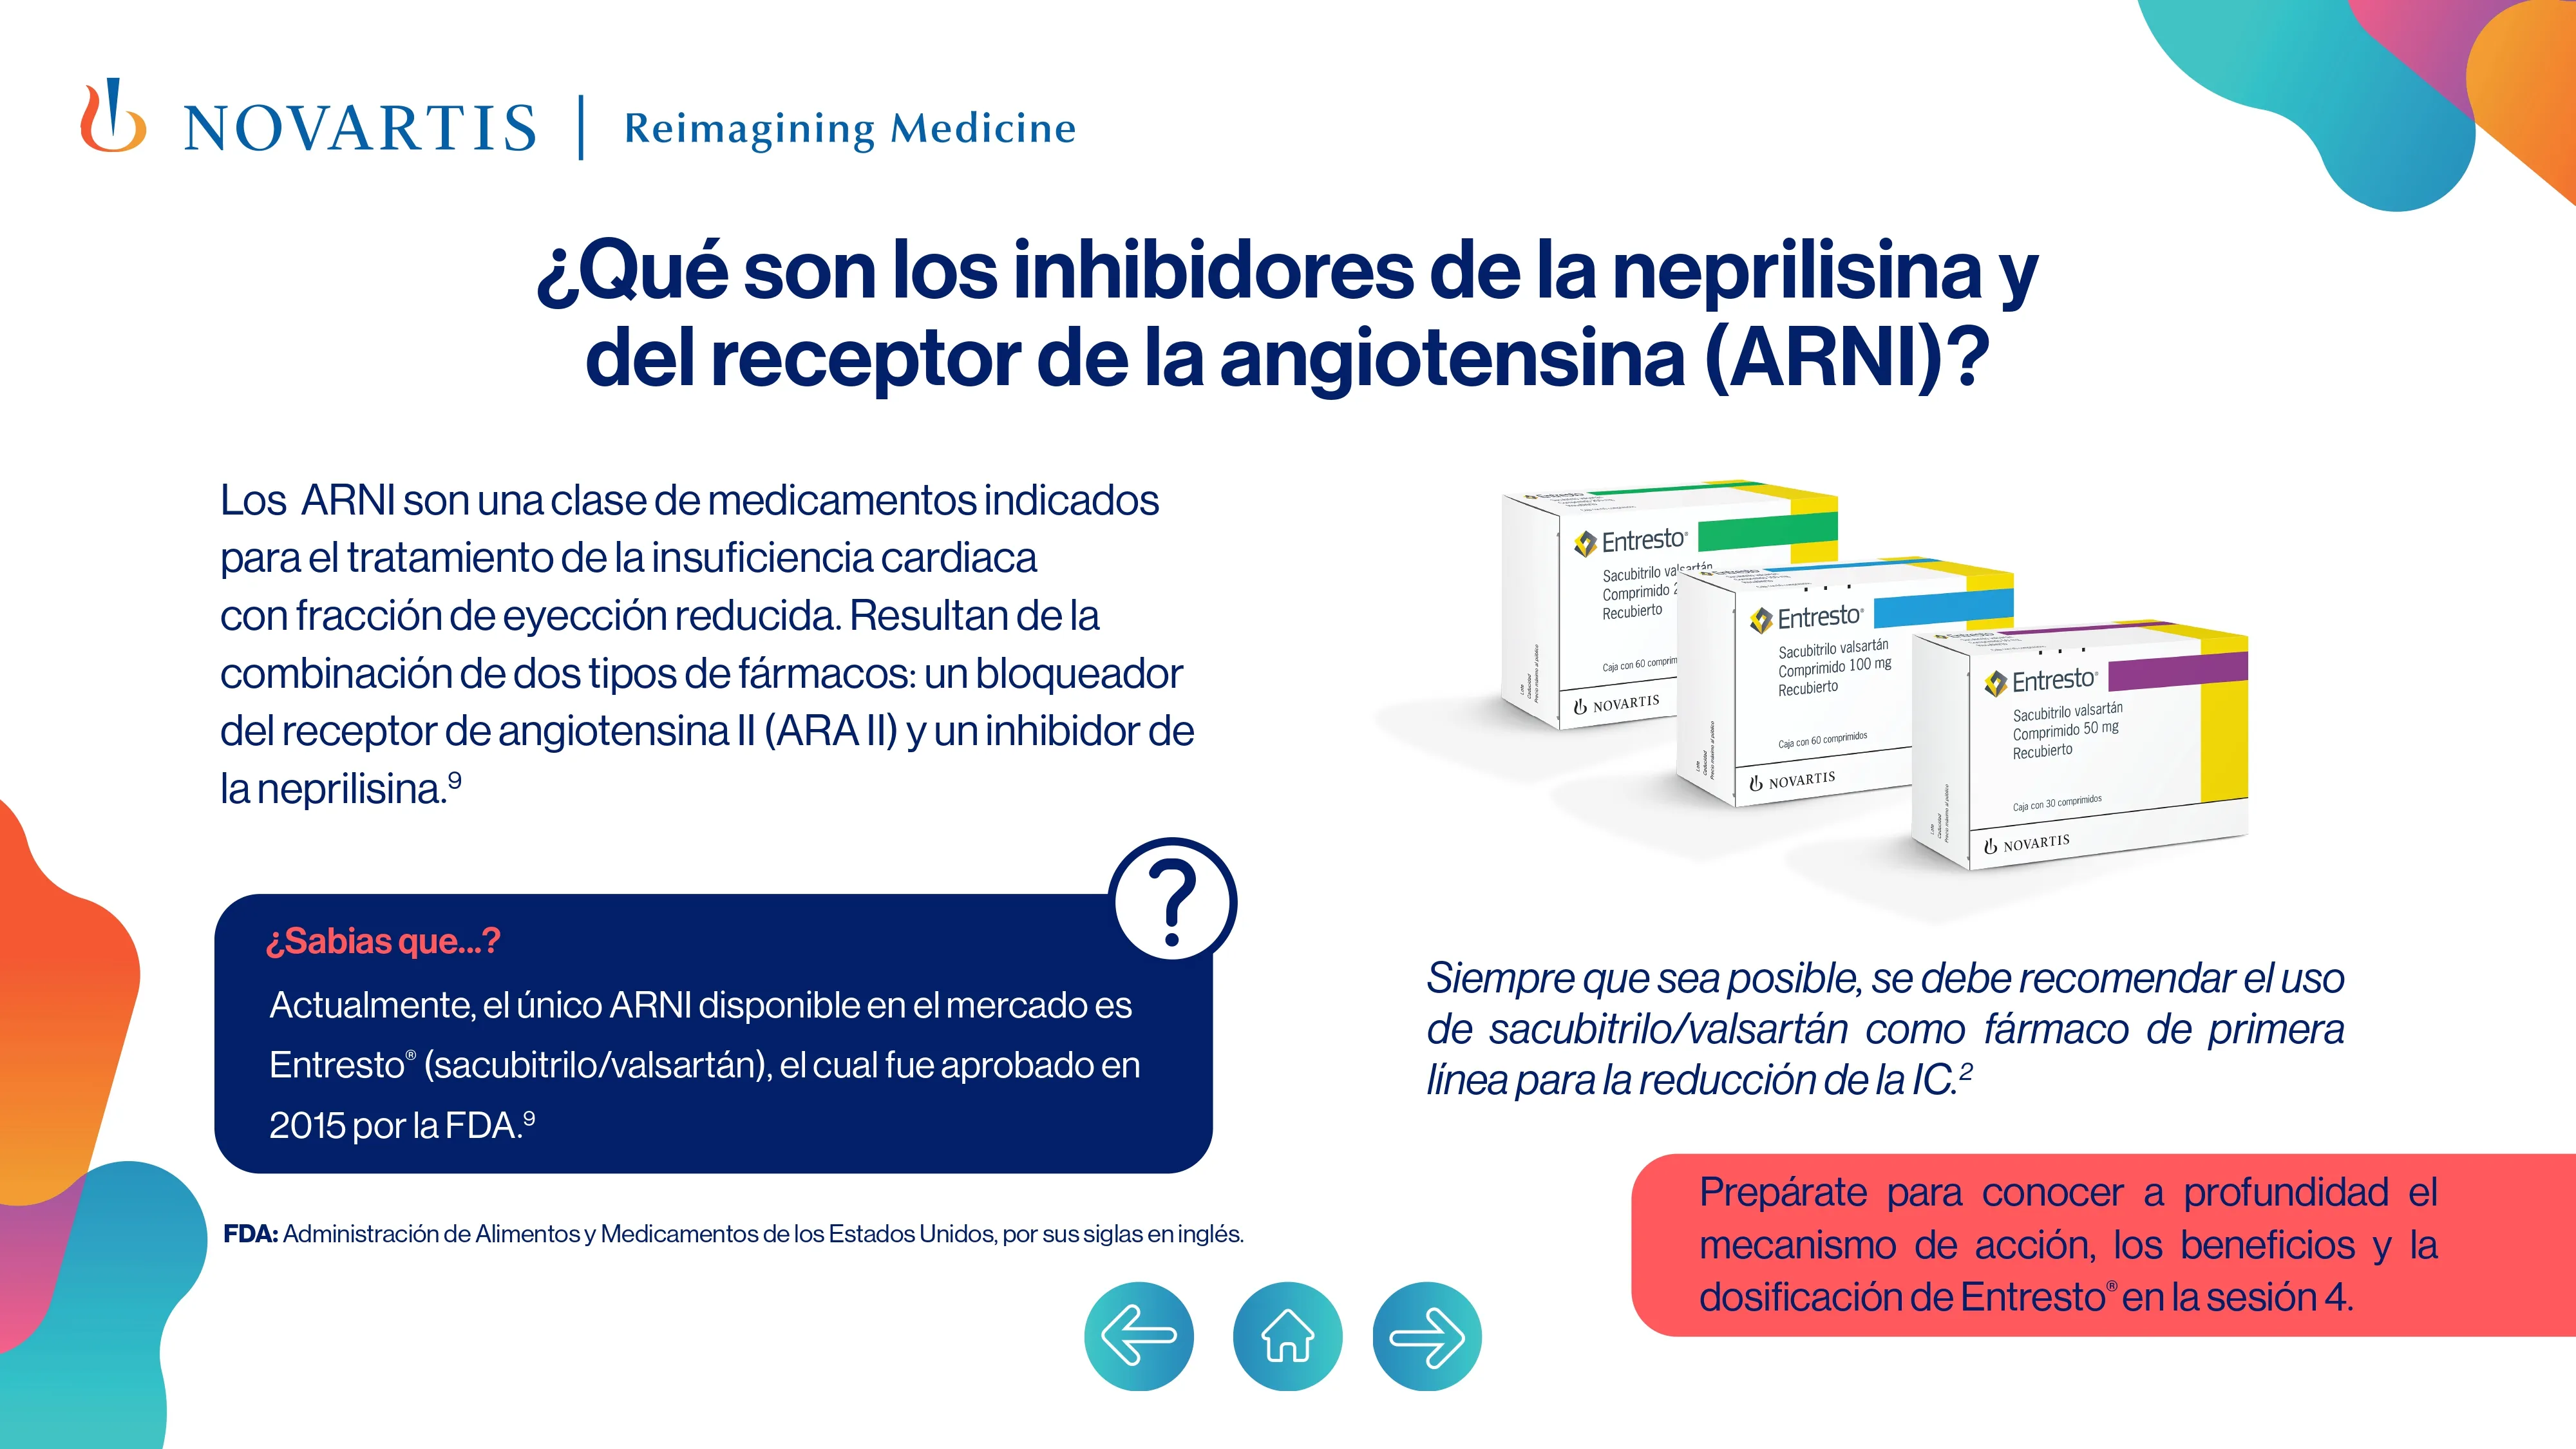 NOVARTIS | Reimagining Medicine
¿Qué son los inhibidores de la neprilisina y
del receptor de la angiotensina (ARNI)?
Los ARNI son una clase de medicamentos indicados
para el tratamiento de la insuficiencia cardiaca
con fracción de eyección reducida. Resultan de la
combinación de dos tipos de fármacos: un bloqueador
del receptor de angiotensina II (ARA II) y un inhibidor de
la neprilisina.⁹
¿Sabias que...?
Actualmente, el único ARNI disponible en el mercado es
Entresto® (sacubitrilo/valsartán), el cual fue aprobado en
2015 por la FDA.⁹
?
FDA: Administración de Alimentos y Medicamentos de los Estados Unidos, por sus siglas en inglés.
Entresto®
Sacubitrilo valsartán
Comprimido
Recubierto
Caja con 60
NOVARTIS
Entresto®
Sacubitrilo valsartán
Comprimido 100 mg
Recubierto
Caja con 60 comprimidos
NOVARTIS
Entresto®
Sacubitrilo valsartán
Comprimido 50 mg
Recubierto
Caja con 30 comprimidos
NOVARTIS
Siempre que sea posible, se debe recomendar el uso
de sacubitrilo/valsartán como fármaco de primera
línea para la reducción de la IC.²
Prepárate para conocer a profundidad el
mecanismo de acción, los beneficios y la
dosificación de Entresto® en la sesión 4.